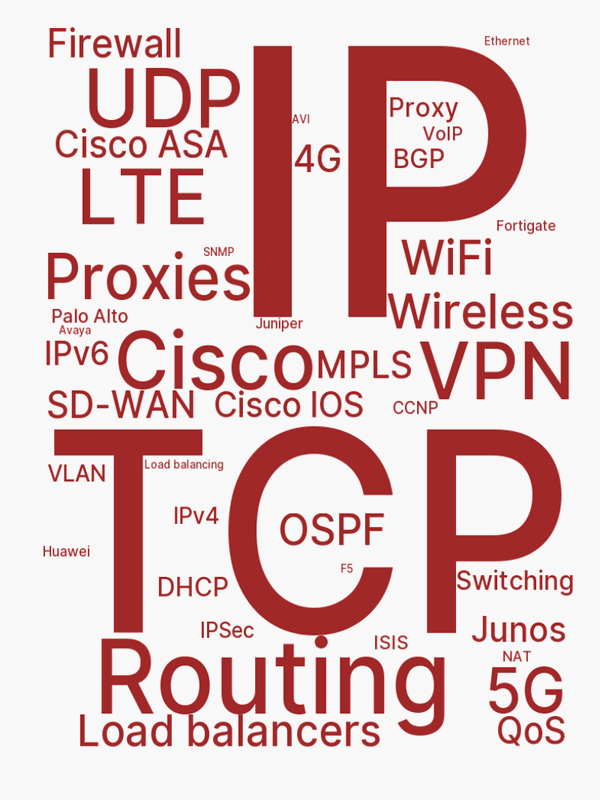 Firewall
Ethernet
UDP
IP
Proxy
AVI
VoIP
Cisco ASA
4G
BGP
LTE
Fortigate
SNMP
WiFi
Proxies
Wireless
Palo Alto
Juniper
Avaya
IPv6
Cisco
MPLS
VPN
SD-WAN
Cisco IOS
CCNP
TCP
VLAN
Load balancing
IPv4
OSPF
Huawei
F5
DHCP
Switching
IPSec
ISIS
Junos
NAT
Routing
5G
Load balancers
QoS